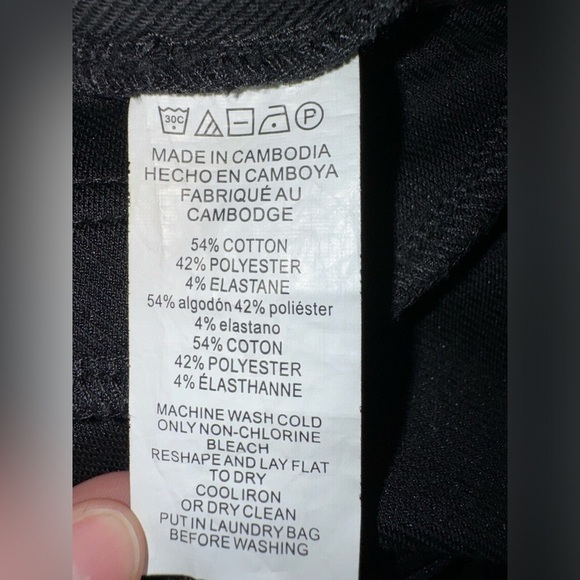 30C P
MADE IN CAMBODIA
HECHO EN CAMBOYA
FABRIQUÉ AU
CAMBODGE
54% COTTON
42% POLYESTER
4% ELASTANE
54% algodón 42% poliéster
4% elastano
54% COTON
42% POLYESTER
4% ÉLASTHANNE
MACHINE WASH COLD
ONLY NON-CHLORINE
BLEACH
RESHAPE AND LAY FLAT
TO DRY
COOL IRON
OR DRY CLEAN
PUT IN LAUNDRY BAG
BEFORE WASHING